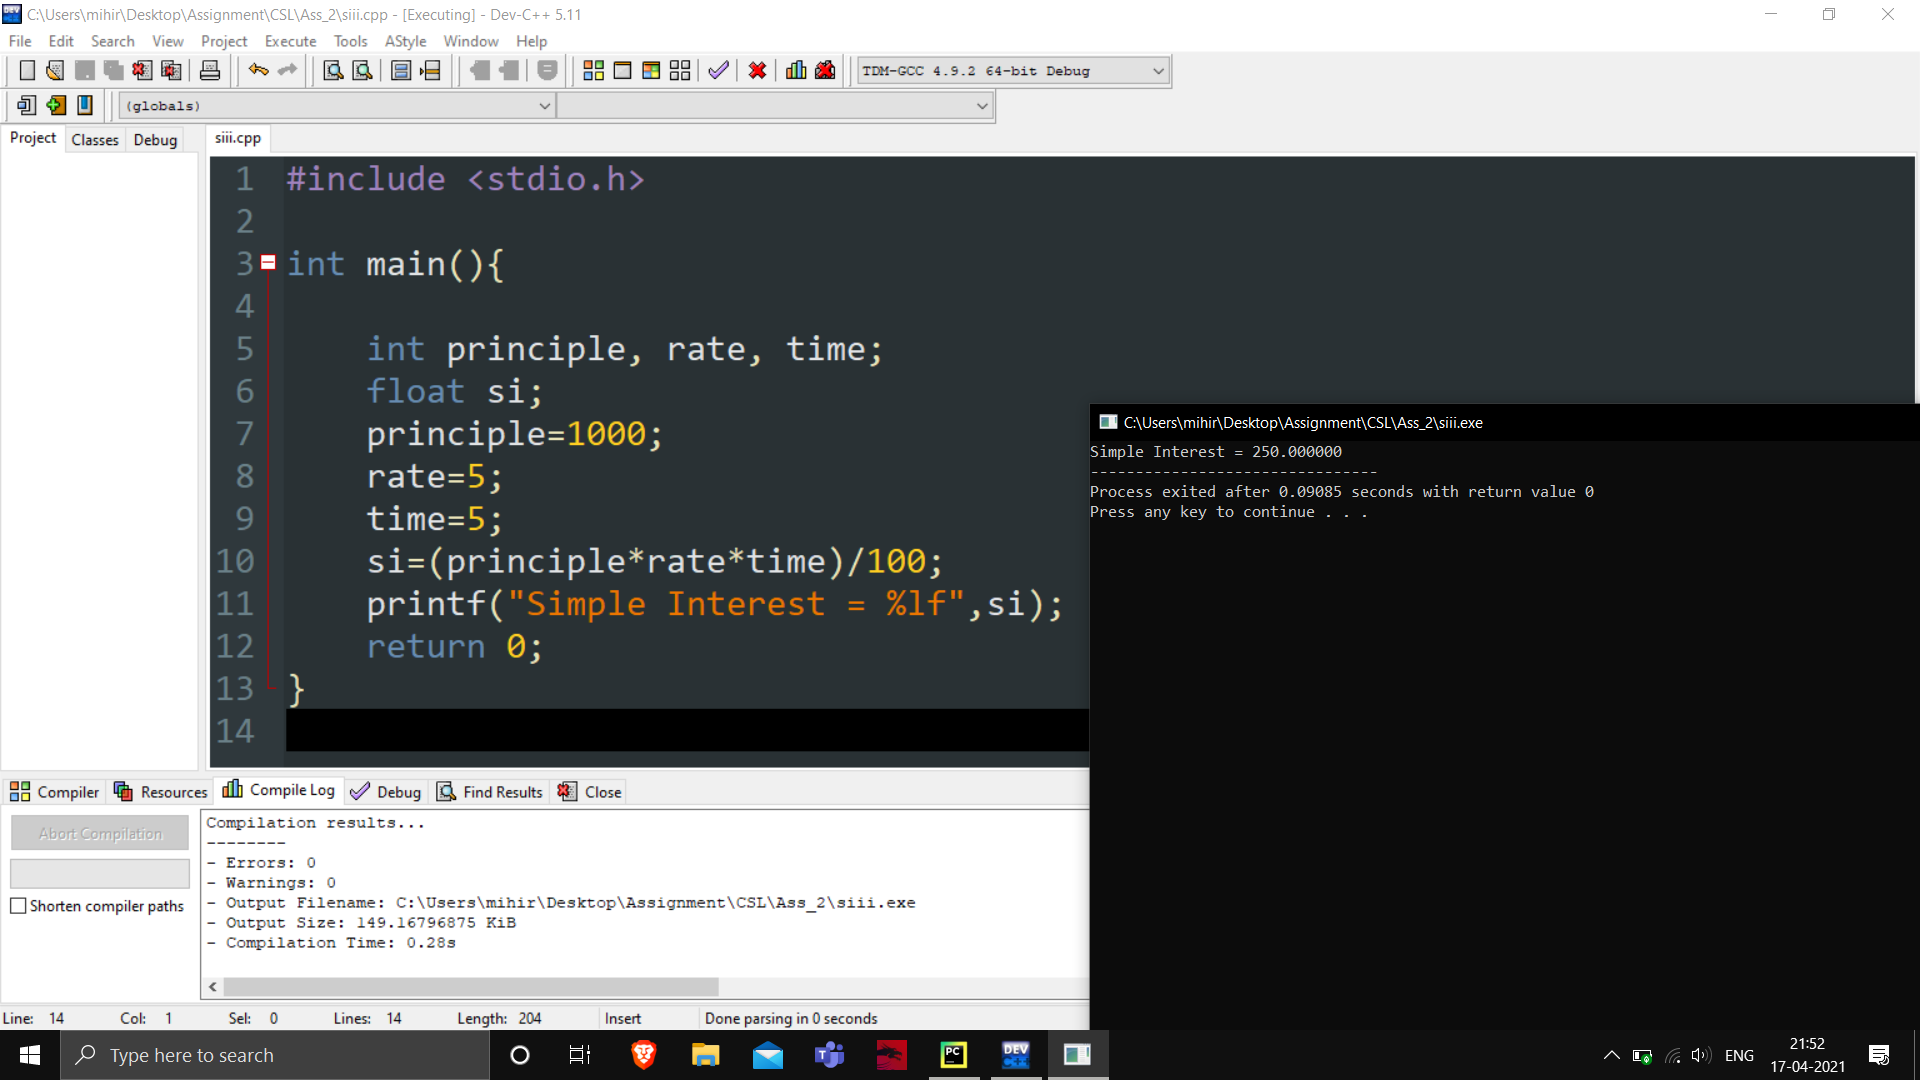 C:\Users\mihir\Desktop\Assignment\CSL\Ass_2\siii.cpp - [Executing] - Dev-C++ 5.11
File Edit Search View Project Execute Tools AStyle Window Help
TDM-GCC 4.9.2 64-bit Debug
(globals)
Project Classes Debug
siii.cpp
1 #include <stdio.h>
2
3 int main(){
4
5 int principle, rate, time;
6 float si;
7 principle=1000;
8 rate=5;
9 time=5;
10 si=(principle*rate*time)/100;
11 printf("Simple Interest = %lf",si);
12 return 0;
13 }
14
C:\Users\mihir\Desktop\Assignment\CSL\Ass_2\siii.exe
Simple Interest = 250.000000
--------------------------------
Process exited after 0.09085 seconds with return value 0
Press any key to continue . . .
Compiler Resources Compile Log Debug Find Results Close
Abort Compilation
Shorten compiler paths
Compilation results...
--------
- Errors: 0
- Warnings: 0
- Output Filename: C:\Users\mihir\Desktop\Assignment\CSL\Ass_2\siii.exe
- Output Size: 149.16796875 KiB
- Compilation Time: 0.28s
Line: 14 Col: 1 Sel: 0 Lines: 14 Length: 204 Insert Done parsing in 0 seconds
Type here to search
PC
DEV C++
ENG
21:52
17-04-2021